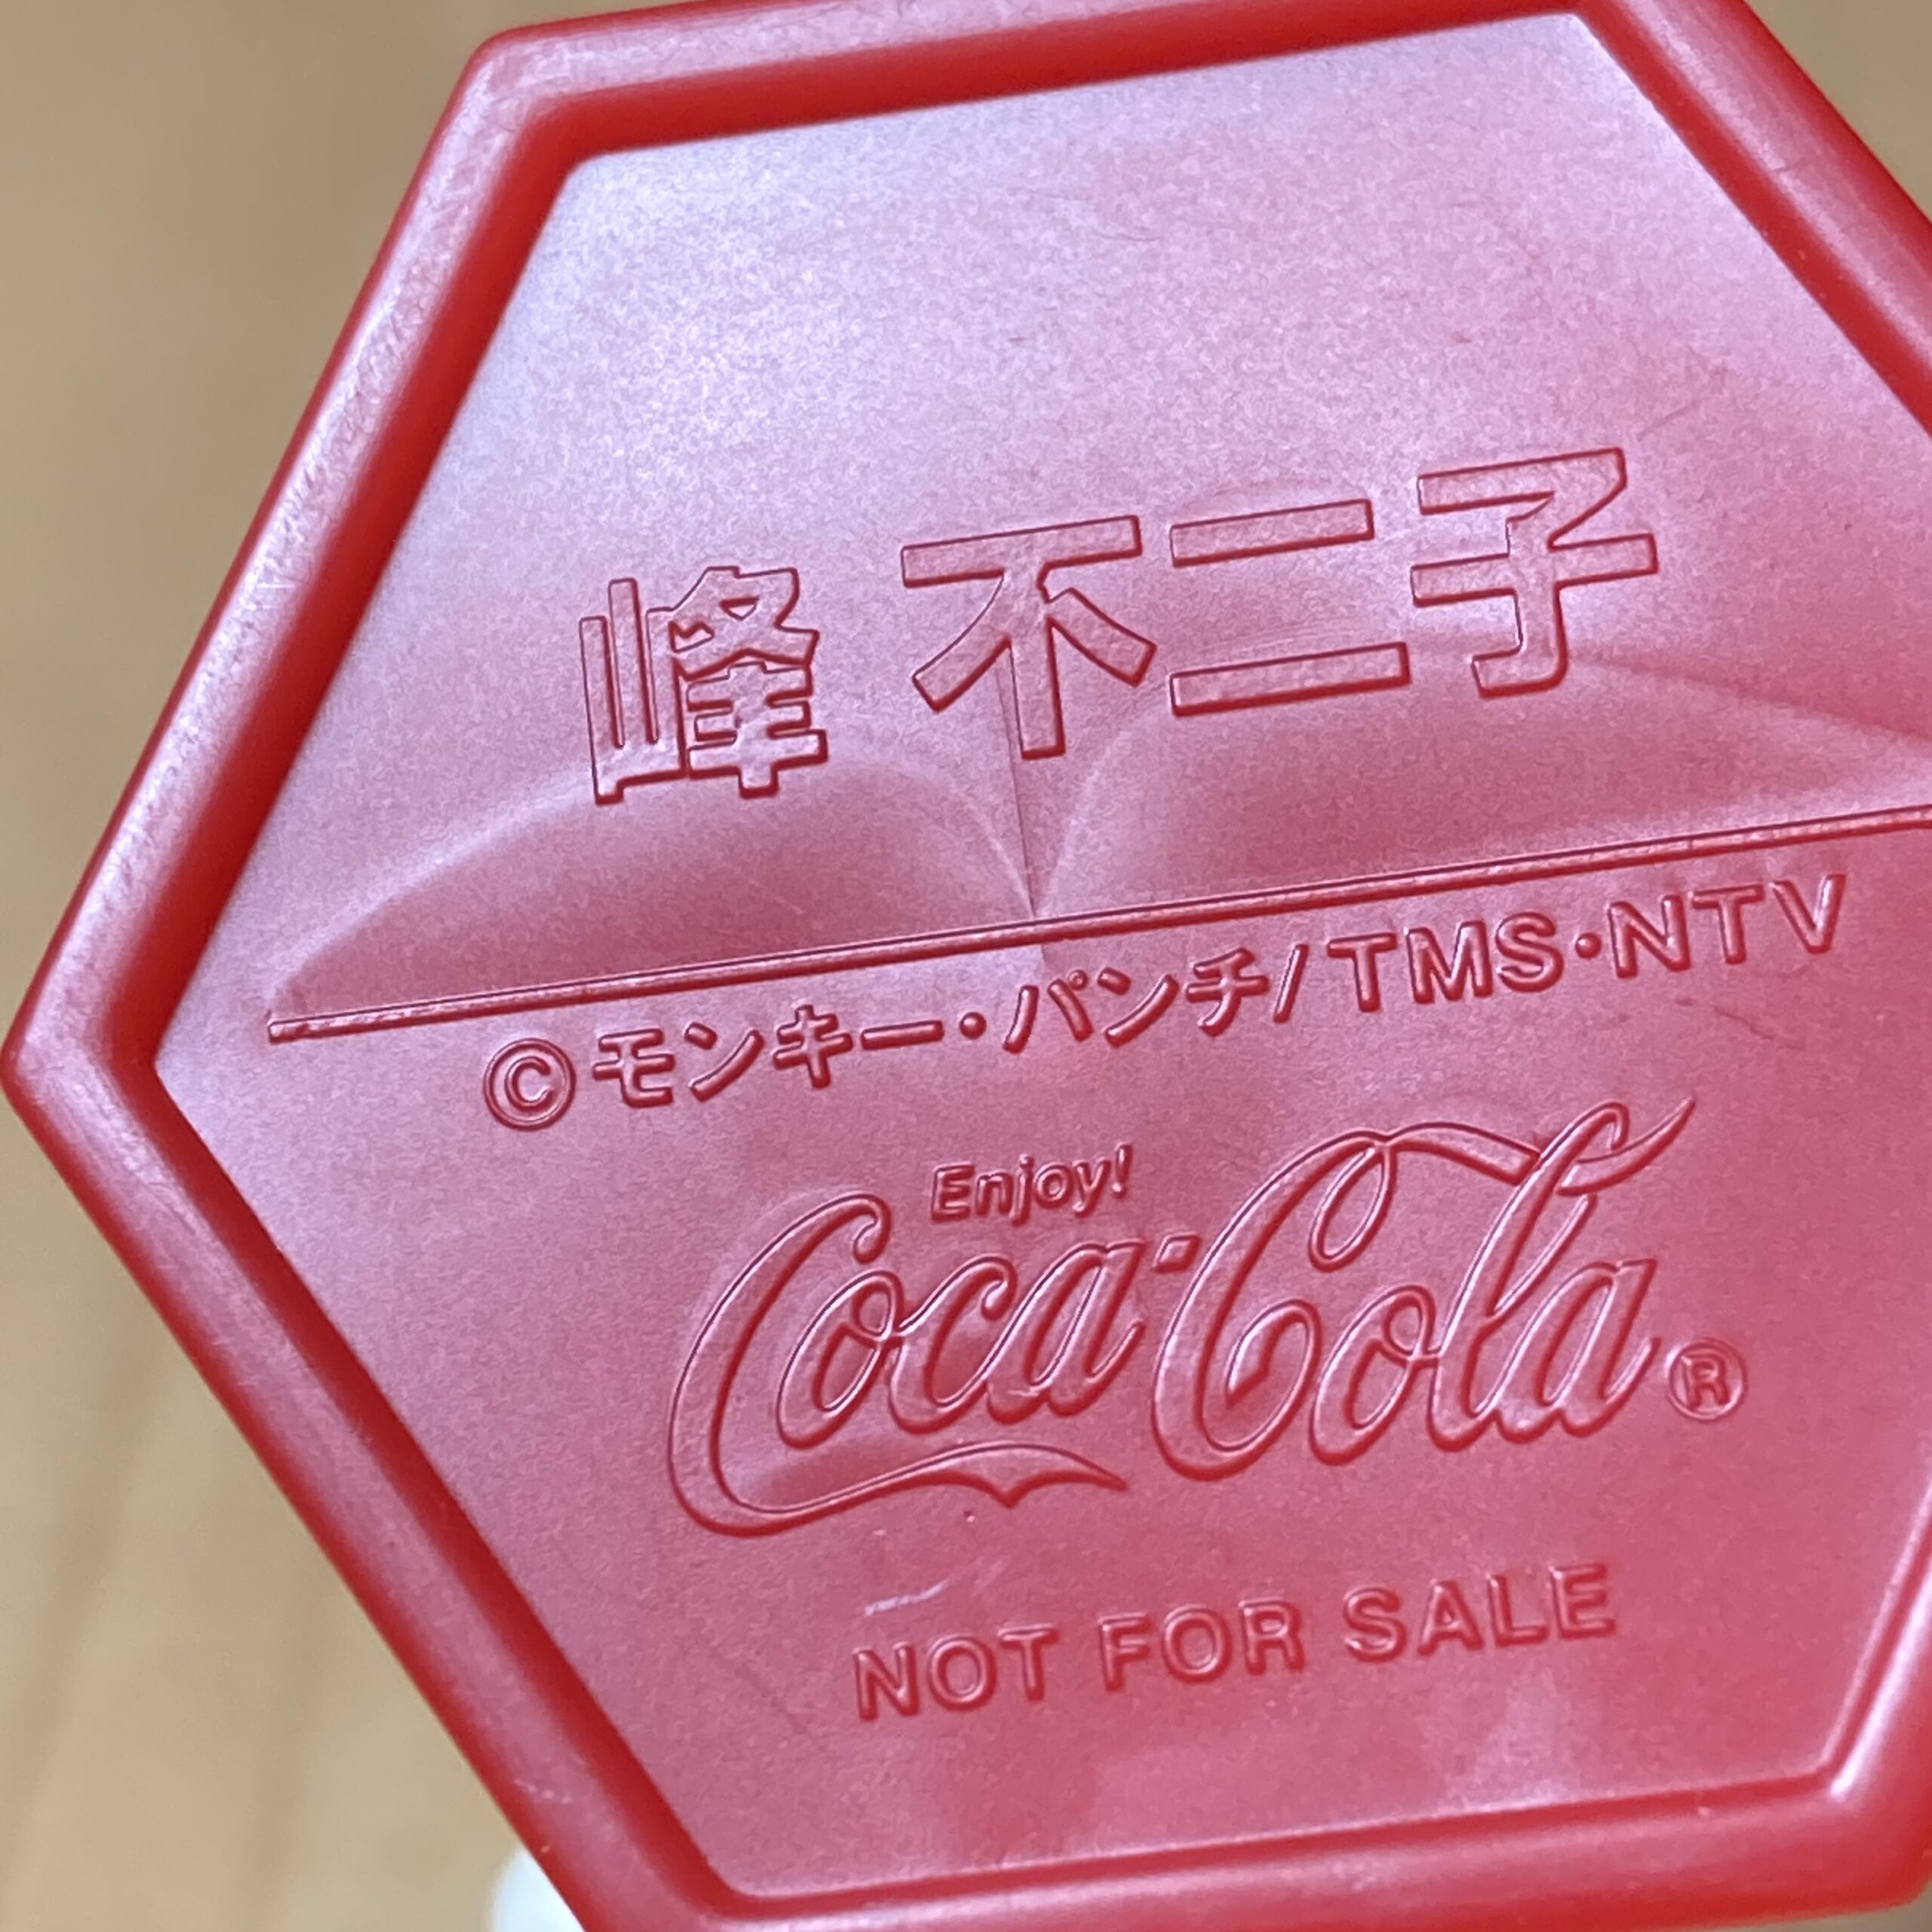 峰 不二子
©モンキー・パンチ/TMS・NTV
Enjoy!
Coca-Cola®
NOT FOR SALE